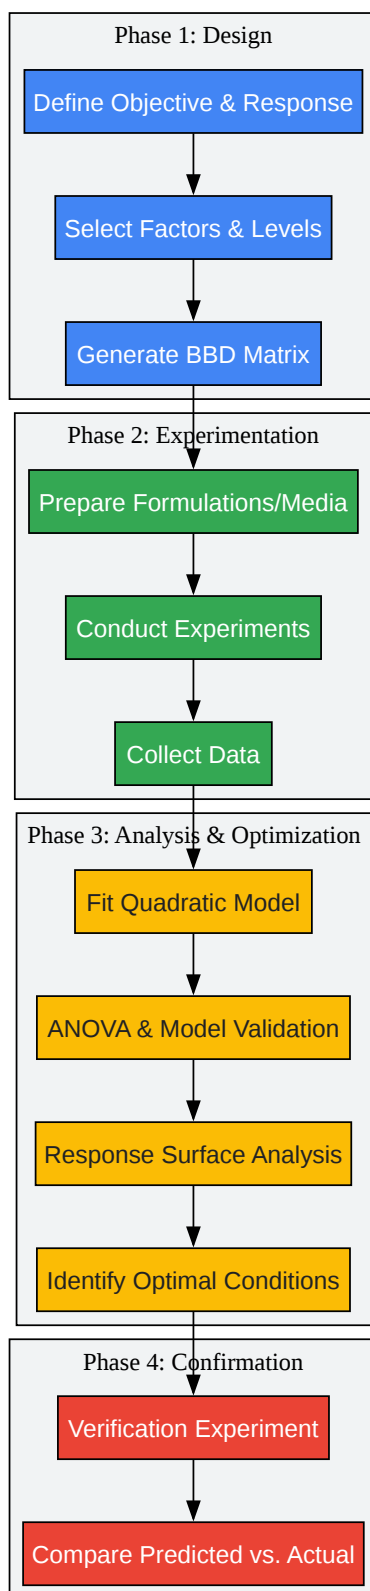 Phase 1: Design
Define Objective & Response
Select Factors & Levels
Generate BBD Matrix
Phase 2: Experimentation
Prepare Formulations/Media
Conduct Experiments
Collect Data
Phase 3: Analysis & Optimization
Fit Quadratic Model
ANOVA & Model Validation
Response Surface Analysis
Identify Optimal Conditions
Phase 4: Confirmation
Verification Experiment
Compare Predicted vs. Actual